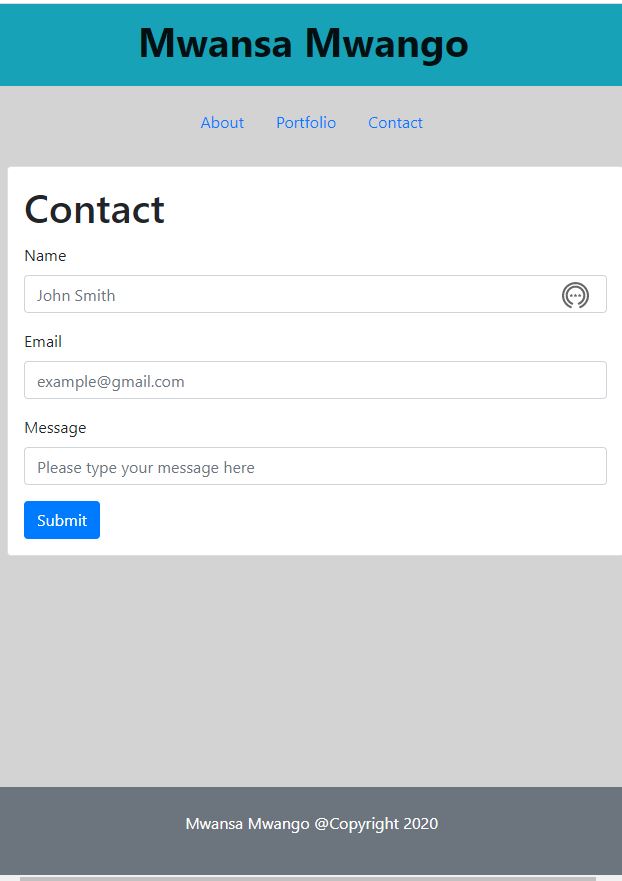 Mwansa Mwango
About Portfolio Contact
Contact
Name
John Smith
Email
example@gmail.com
Message
Please type your message here
Submit
Mwansa Mwango @Copyright 2020